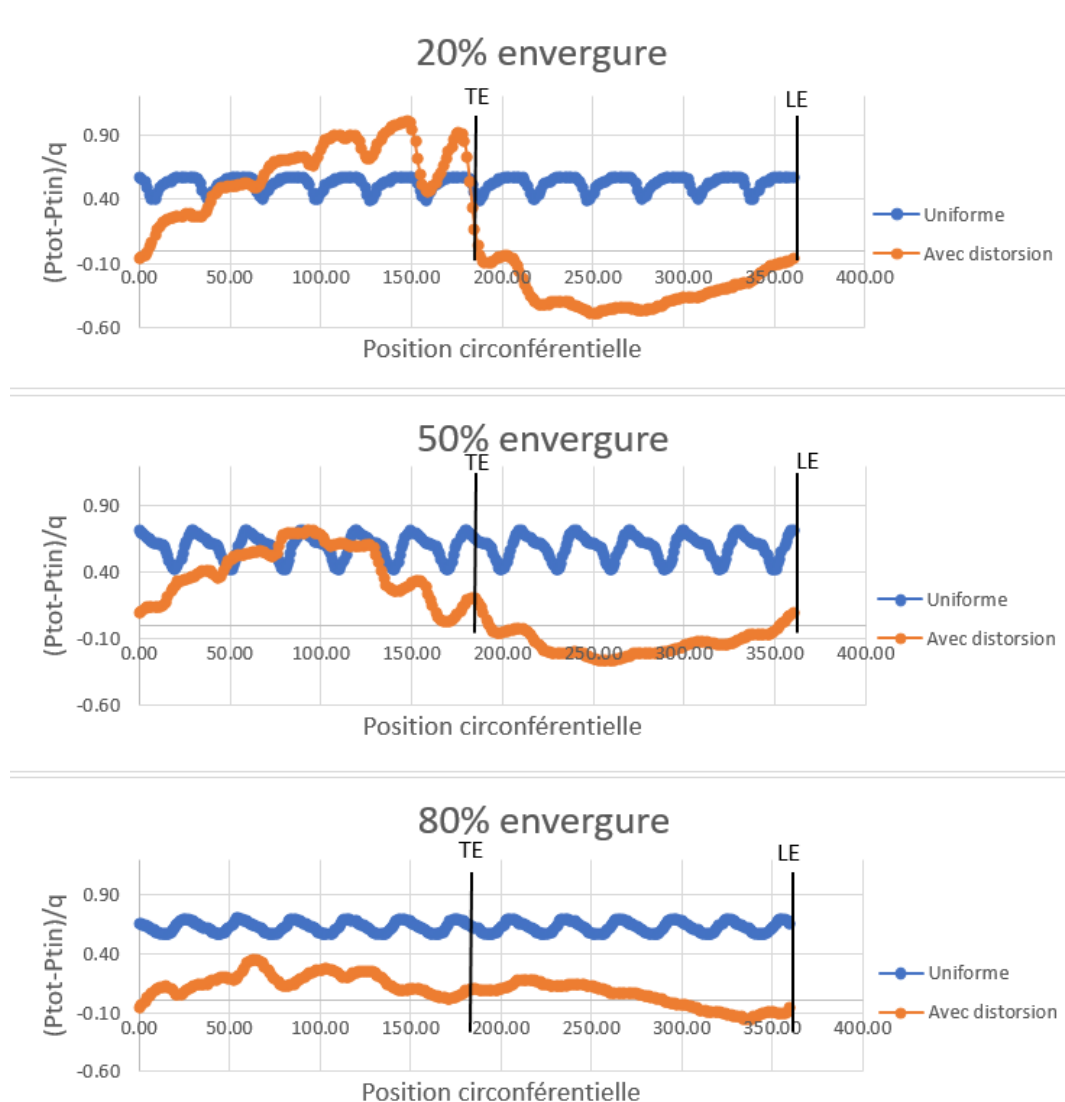 20% envergure
TE
LE
0.90
0.40
-0.10
-0.60
(Ptot-Ptin)/q
0.00
50.00
100.00
150.00
200.00
250.00
300.00
350.00
400.00
Position circonférentielle
Uniforme
Avec distorsion
50% envergure
TE
LE
0.90
0.40
-0.10
-0.60
(Ptot-Ptin)/q
0.00
50.00
100.00
150.00
200.00
250.00
300.00
350.00
400.00
Position circonférentielle
Uniforme
Avec distorsion
80% envergure
TE
LE
0.90
0.40
-0.10
-0.60
(Ptot-Ptin)/q
0.00
50.00
100.00
150.00
200.00
250.00
300.00
350.00
400.00
Position circonférentielle
Uniforme
Avec distorsion